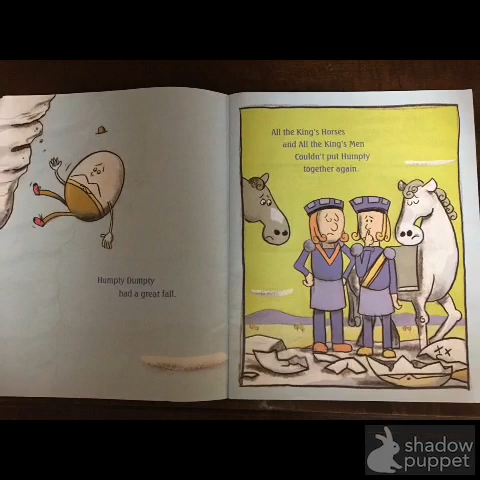 Humpty Dumpty
had a great fall.
All the King's Horses
and All the King's Men
Couldn't put Humpty
together again.
shadow
puppet